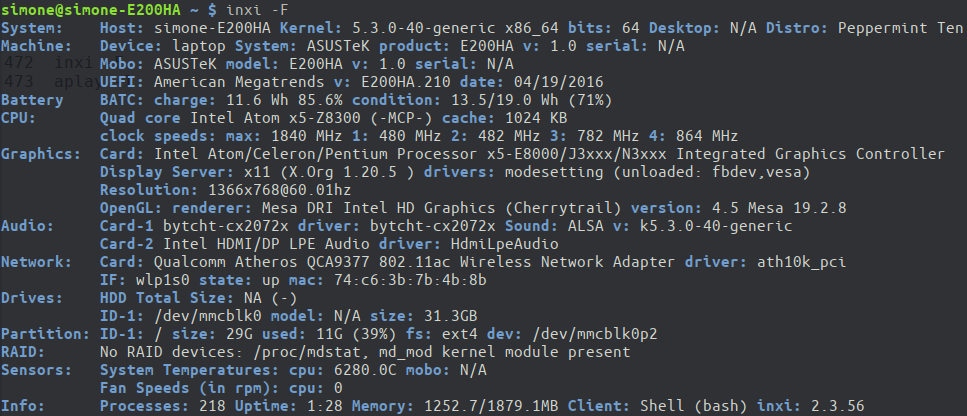 simone@simone-E200HA ~ $ inxi -F
System: Host: simone-E200HA Kernel: 5.3.0-40-generic x86_64 bits: 64 Desktop: N/A Distro: Peppermint Ten
Machine: Device: laptop System: ASUSTeK product: E200HA v: 1.0 serial: N/A
472 inxi Mobo: ASUSTeK model: E200HA v: 1.0 serial: N/A
473 aplay UEFI: American Megatrends v: E200HA.210 date: 04/19/2016
Battery BATC: charge: 11.6 Wh 85.6% condition: 13.5/19.0 Wh (71%)
CPU: Quad core Intel Atom x5-Z8300 (-MCP-) cache: 1024 KB
clock speeds: max: 1840 MHz 1: 480 MHz 2: 482 MHz 3: 782 MHz 4: 864 MHz
Graphics: Card: Intel Atom/Celeron/Pentium Processor x5-E8000/J3xxx/N3xxx Integrated Graphics Controller
Display Server: x11 (X.Org 1.20.5 ) drivers: modesetting (unloaded: fbdev,vesa)
Resolution: 1366x768@60.01hz
OpenGL: renderer: Mesa DRI Intel HD Graphics (Cherrytrail) version: 4.5 Mesa 19.2.8
Audio: Card-1 bytcht-cx2072x driver: bytcht-cx2072x Sound: ALSA v: k5.3.0-40-generic
Card-2 Intel HDMI/DP LPE Audio driver: HdmiLpeAudio
Network: Card: Qualcomm Atheros QCA9377 802.11ac Wireless Network Adapter driver: ath10k_pci
IF: wlp1s0 state: up mac: 74:c6:3b:7b:4b:8b
Drives: HDD Total Size: NA (-)
ID-1: /dev/mmcblk0 model: N/A size: 31.3GB
Partition: ID-1: / size: 29G used: 11G (39%) fs: ext4 dev: /dev/mmcblk0p2
RAID: No RAID devices: /proc/mdstat, md_mod kernel module present
Sensors: System Temperatures: cpu: 6280.0C mobo: N/A
Fan Speeds (in rpm): cpu: 0
Info: Processes: 218 Uptime: 1:28 Memory: 1252.7/1879.1MB Client: Shell (bash) inxi: 2.3.56